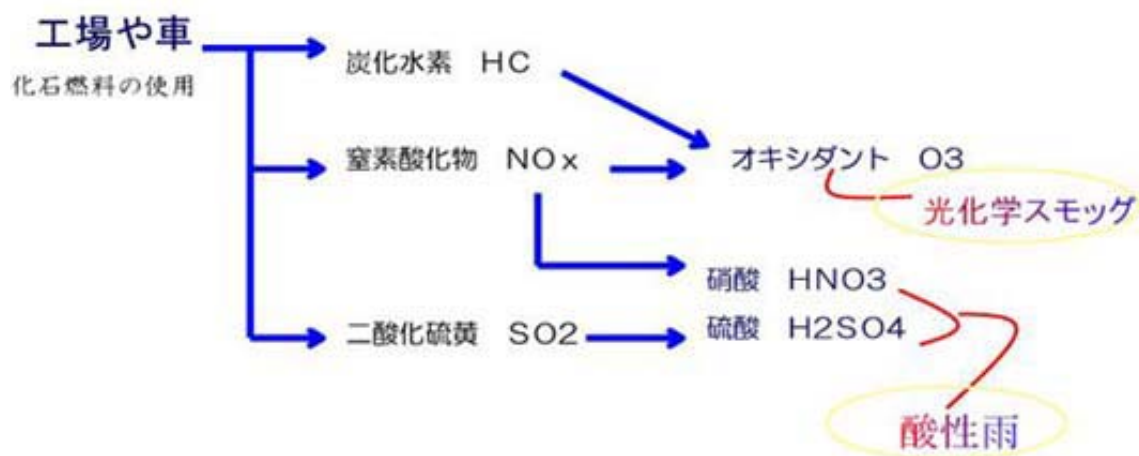 工場や車
化石燃料の使用
炭化水素 HC
窒素酸化物 NOx
オキシダント O3
光化学スモッグ
硝酸 HNO3
二酸化硫黄 SO2
硫酸 H2SO4
酸性雨